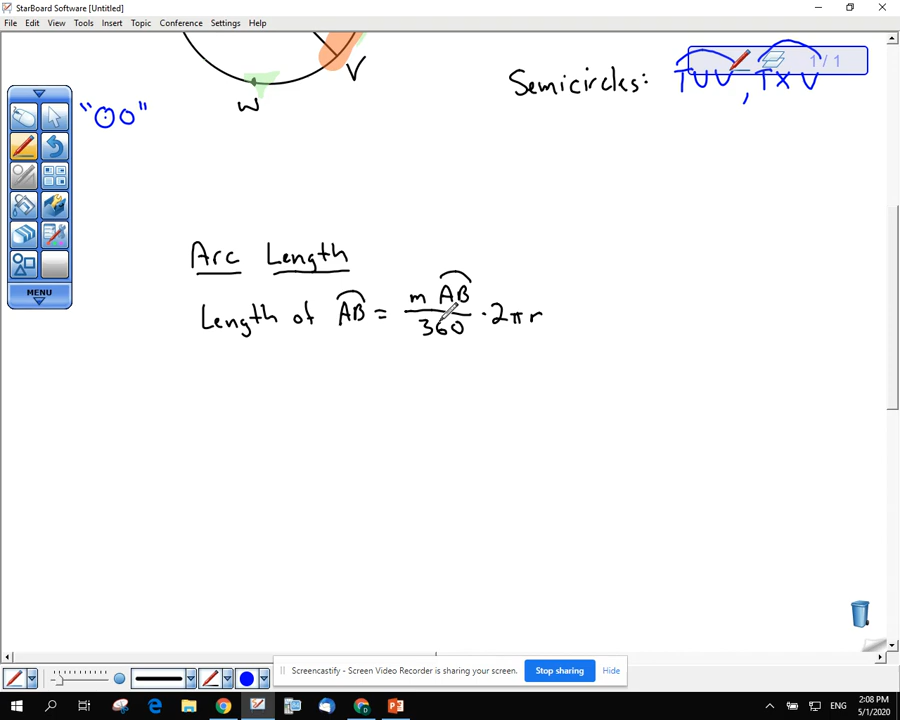 StarBoard Software [Untitled]
File Edit View Tools Insert Topic Conference Settings Help
1 / 1
V
W
Semicircles: TUV, TXV
"⊙O"
MENU
Arc Length
Length of AB = m AB / 360 · 2πr
Screencastify - Screen Video Recorder is sharing your screen.
Stop sharing
Hide
ENG
2:08 PM
5/1/2020